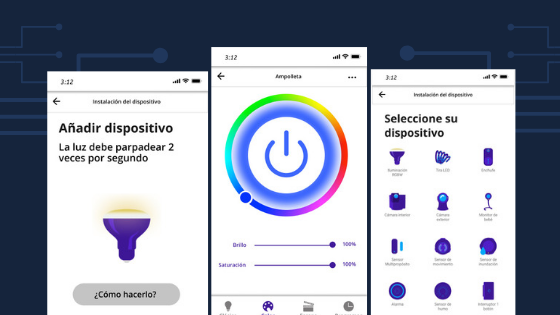 3:12
Instalación del dispositivo
Añadir dispositivo
La luz debe parpadear 2
veces por segundo
¿Cómo hacerlo?
3:12
Ampolleta
Brillo 100%
Saturación 100%
3:12
Instalación del dispositivo
Seleccione su
dispositivo
Iluminación
RGBW
Tira LED
Enchufe
Cámara interior
Cámara
exterior
Monitor de
bebé
Sensor
Multipropósito
Sensor de
movimiento
Sensor de
inundación
Alarma
Sensor de
humo
Interruptor 1
botón